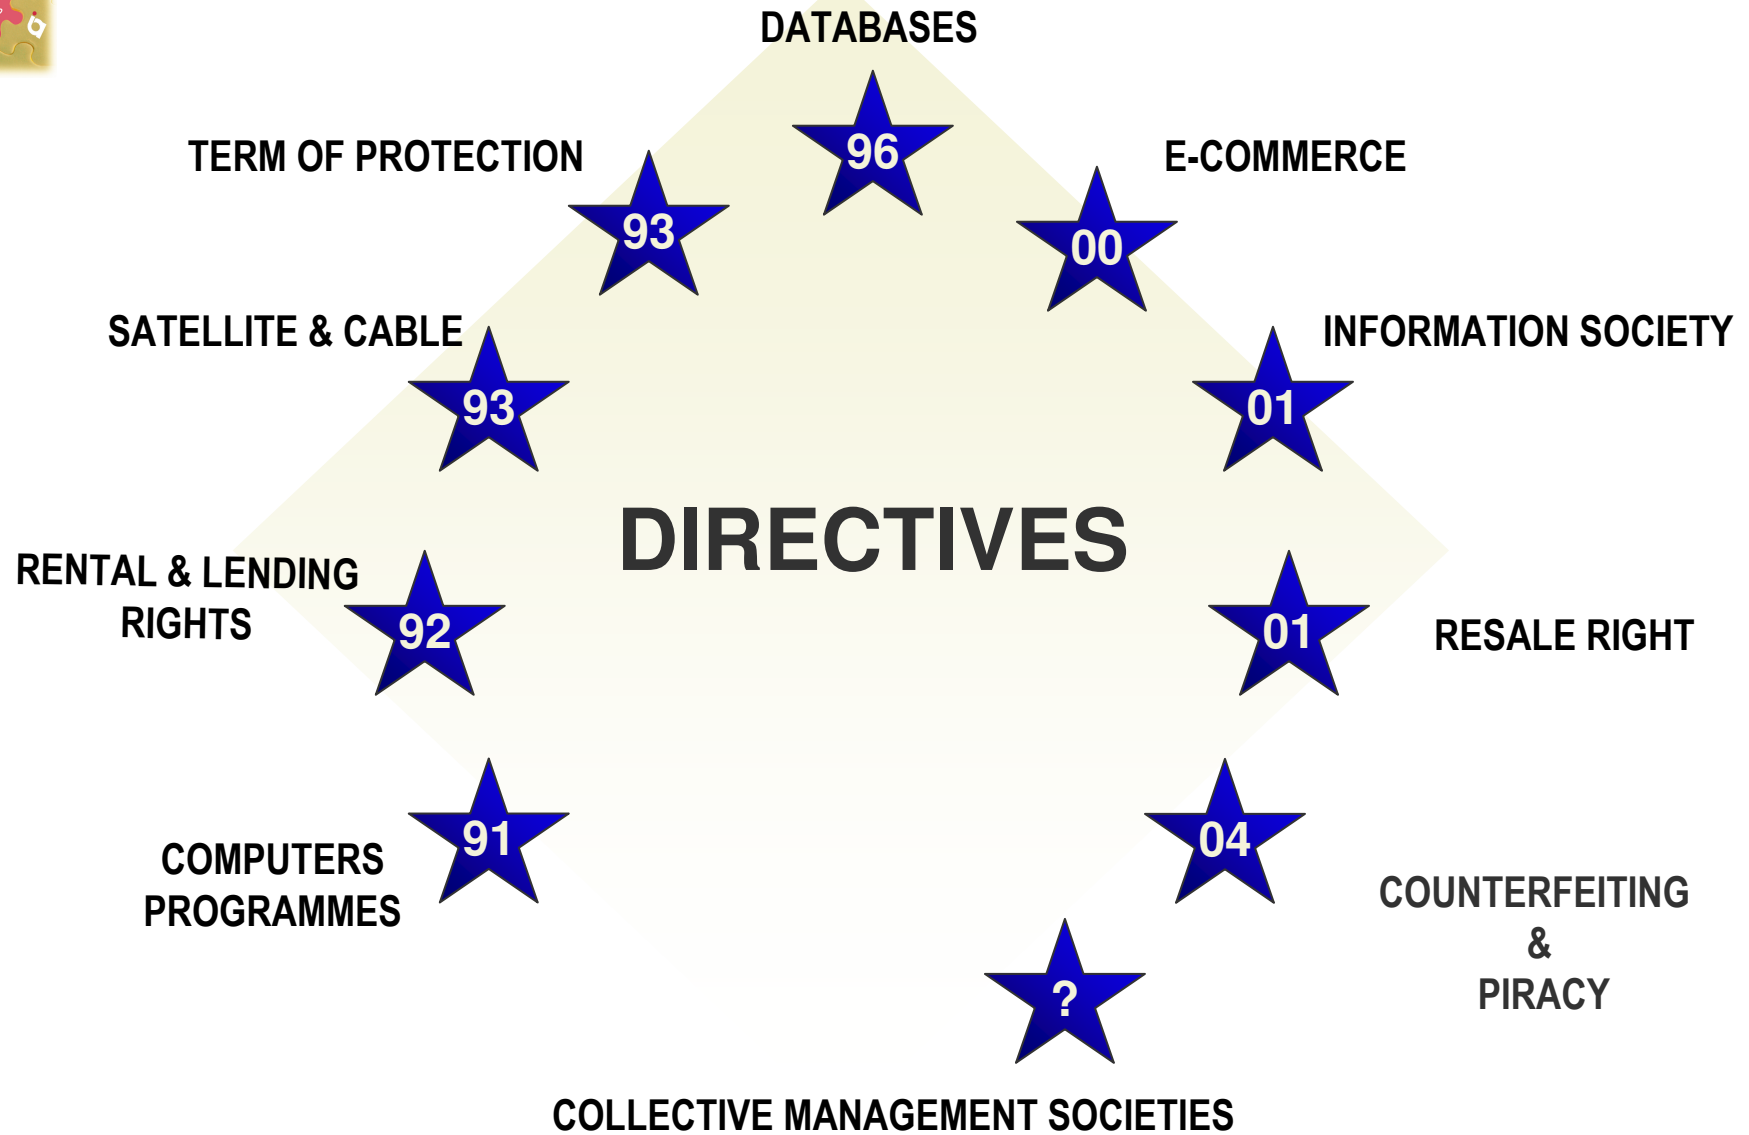 DATABASES
96
TERM OF PROTECTION
93
E-COMMERCE
00
SATELLITE & CABLE
93
INFORMATION SOCIETY
01
DIRECTIVES
RENTAL & LENDING
RIGHTS
92
01
RESALE RIGHT
COMPUTERS
PROGRAMMES
91
04
COUNTERFEITING
&
PIRACY
?
COLLECTIVE MANAGEMENT SOCIETIES